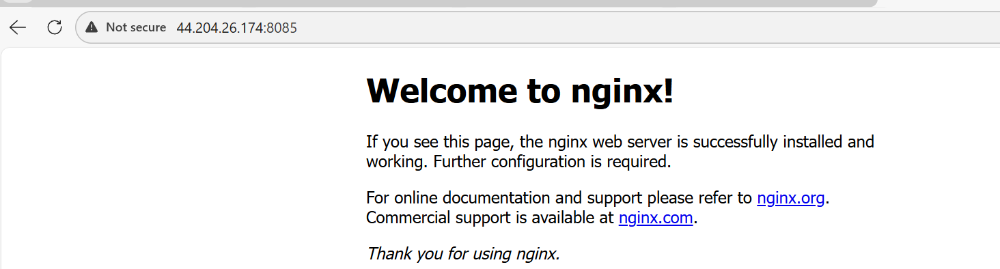 Not secure 44.204.26.174:8085
Welcome to nginx!
If you see this page, the nginx web server is successfully installed and
working. Further configuration is required.
For online documentation and support please refer to nginx.org.
Commercial support is available at nginx.com.
Thank you for using nginx.